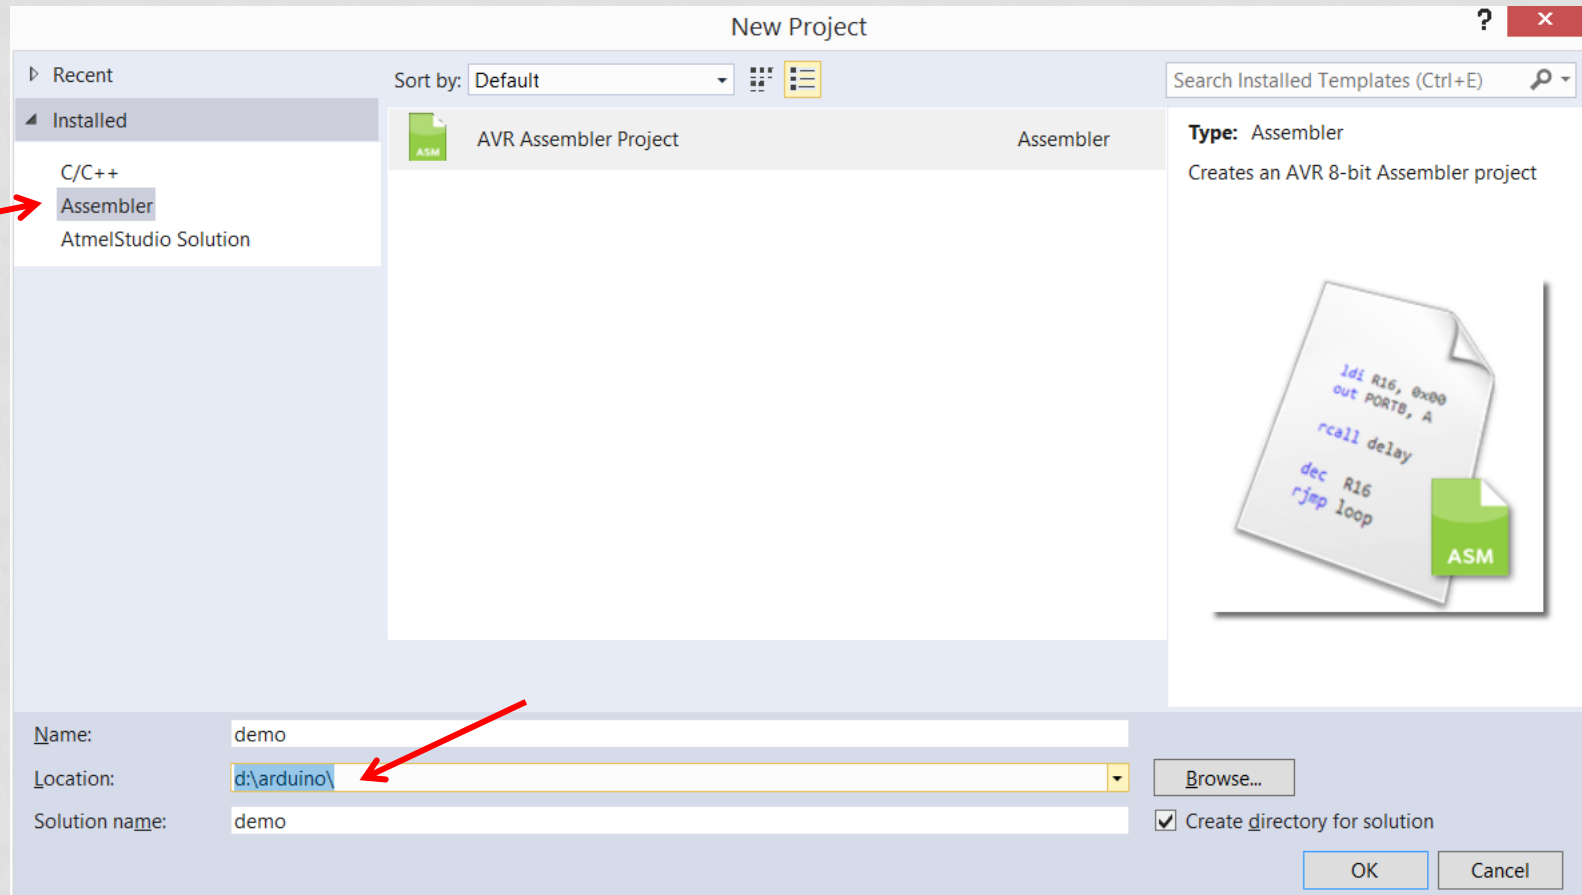 New Project
?
Recent
Installed
C/C++
Assembler
AtmelStudio Solution
Sort by: Default
ASM
AVR Assembler Project Assembler
Search Installed Templates (Ctrl+E)
Type: Assembler
Creates an AVR 8-bit Assembler project
ldi R16, 0x00
out PORTB, A
rcall delay
dec R16
rjmp loop
ASM
Name: demo
Location: d:\arduino\
Browse...
Solution name: demo
Create directory for solution
OK Cancel